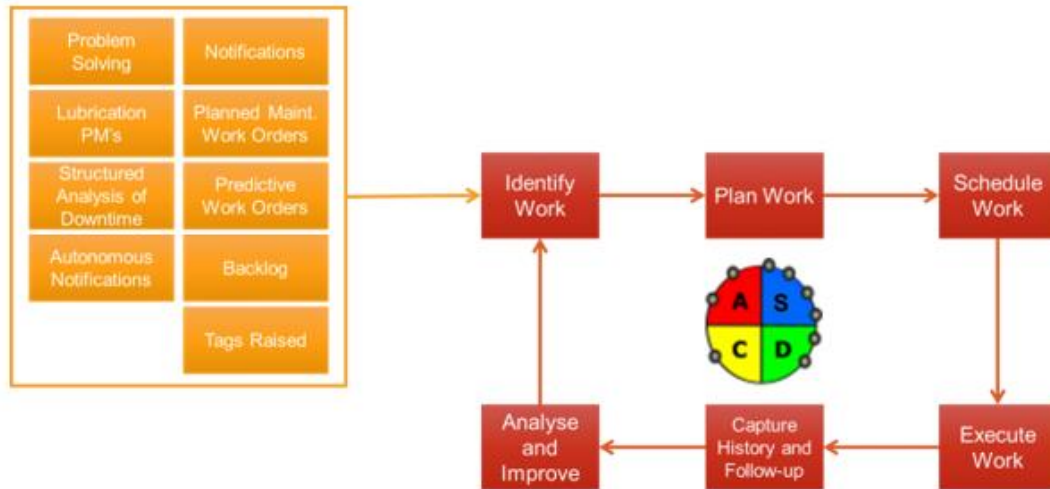 Problem
Solving
Notifications
Lubrication
PM's
Planned Maint.
Work Orders
Structured
Analysis of
Downtime
Predictive
Work Orders
Autonomous
Notifications
Backlog
Tags Raised
Identify
Work
Plan Work
Schedule
Work
A
S
C
D
Analyse
and
Improve
Capture
History and
Follow-up
Execute
Work